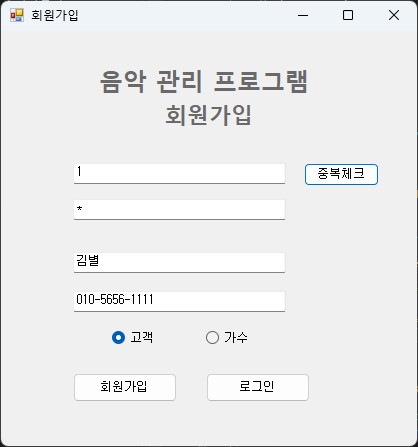 회원가입
음악 관리 프로그램
회원가입
1
중복체크
*
김별
010-5656-1111
고객
가수
회원가입
로그인